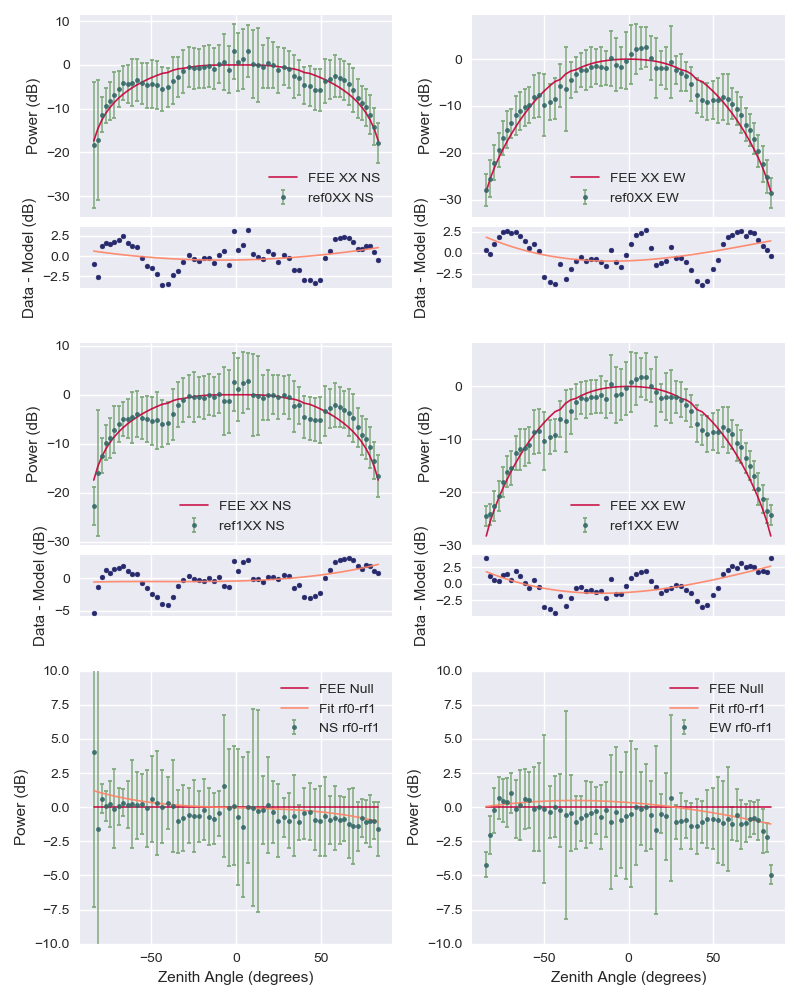 10
0
−10
−20
−30
Power (dB)
FEE XX NS
ref0XX NS
0
−10
−20
−30
Power (dB)
FEE XX EW
ref0XX EW
2.5
0.0
−2.5
Data - Model (dB)
2.5
0.0
−2.5
Data - Model (dB)
10
0
−10
−20
−30
Power (dB)
FEE XX NS
ref1XX NS
0
−10
−20
−30
Power (dB)
FEE XX EW
ref1XX EW
0
−5
Data - Model (dB)
2.5
0.0
−2.5
Data - Model (dB)
10.0
7.5
5.0
2.5
0.0
−2.5
−5.0
−7.5
−10.0
Power (dB)
FEE Null
Fit rf0-rf1
NS rf0-rf1
−50
0
50
Zenith Angle (degrees)
10.0
7.5
5.0
2.5
0.0
−2.5
−5.0
−7.5
−10.0
Power (dB)
FEE Null
Fit rf0-rf1
EW rf0-rf1
−50
0
50
Zenith Angle (degrees)